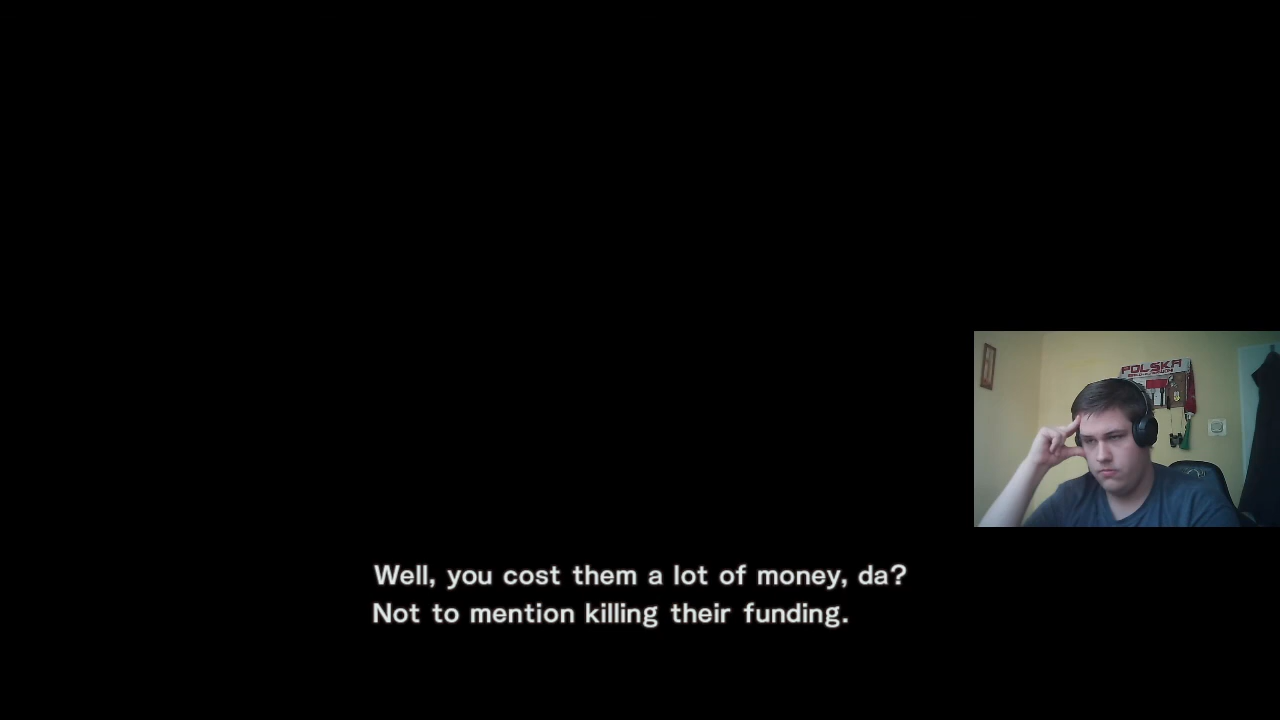 POLSKA
Well, you cost them a lot of money, da?
Not to mention killing their funding.